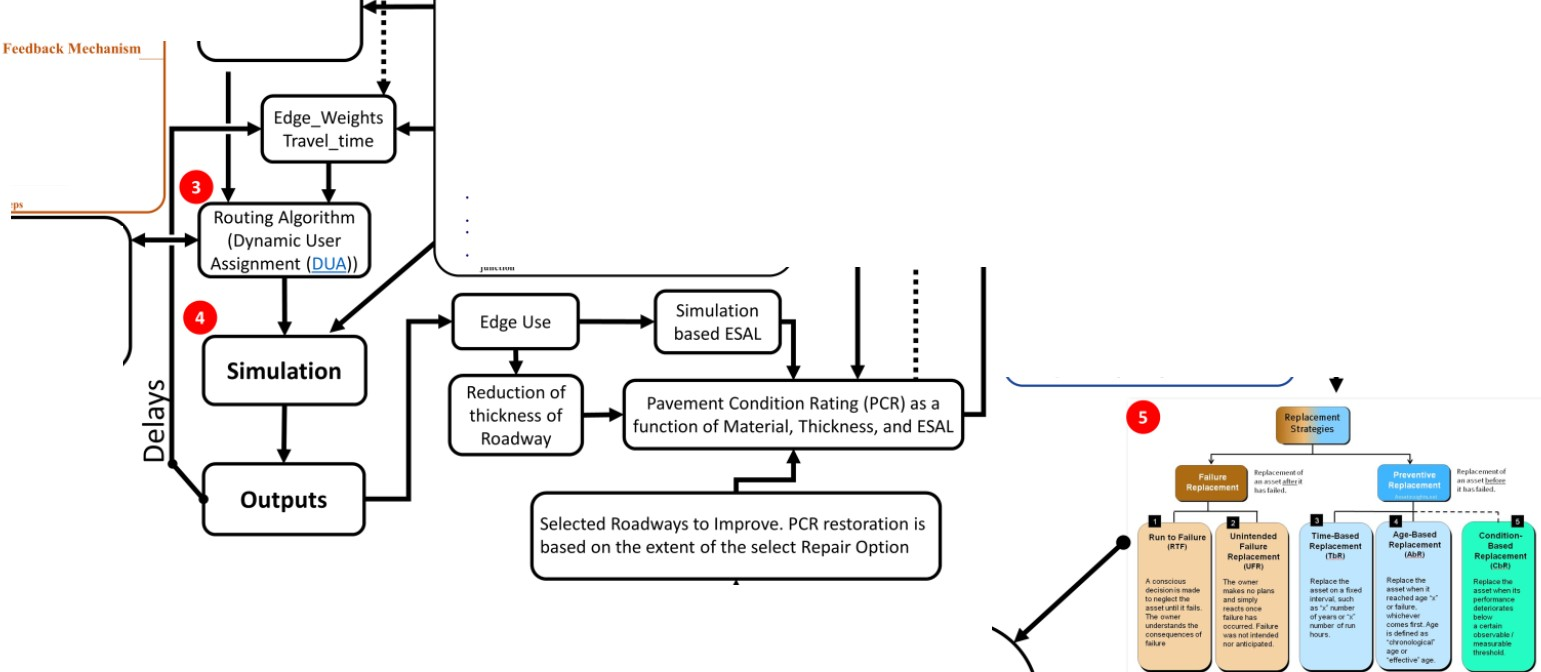 Feedback Mechanism
eps
Edge_Weights
Travel_time
3
Routing Algorithm
(Dynamic User
Assignment (DUA))
junction
4
Simulation
Delays
Outputs
Edge Use
Simulation
based ESAL
Reduction of
thickness of
Roadway
Pavement Condition Rating (PCR) as a
function of Material, Thickness, and ESAL
Selected Roadways to Improve. PCR restoration is
based on the extent of the select Repair Option
5
Replacement
Strategies
Failure
Replacement
Replacement of
an asset after it
has failed.
Preventive
Replacement
Replacement of
an asset before
it has failed.
1
Run to Failure
(RTF)
A conscious
decision is made
to neglect the
asset until it fails.
The owner
understands the
consequences of
failure
2
Unintended
Failure
Replacement
(UFR)
The owner
makes no plans
and simply
reacts once
failure has
occurred. Failure
was not intended
nor anticipated.
3
Time-Based
Replacement
(TbR)
Replace the
asset on a fixed
interval, such
as "x" number
of years or "x"
number of run
hours.
4
Age-Based
Replacement
(AbR)
Replace the
asset when it
reached age "x"
or failure,
whichever
comes first. Age
is defined as
"chronological"
age or
"effective" age.
5
Condition-
Based
Replacement
(CbR)
Replace the
asset when its
performance
deteriorates
below
a certain
observable /
measurable
threshold.